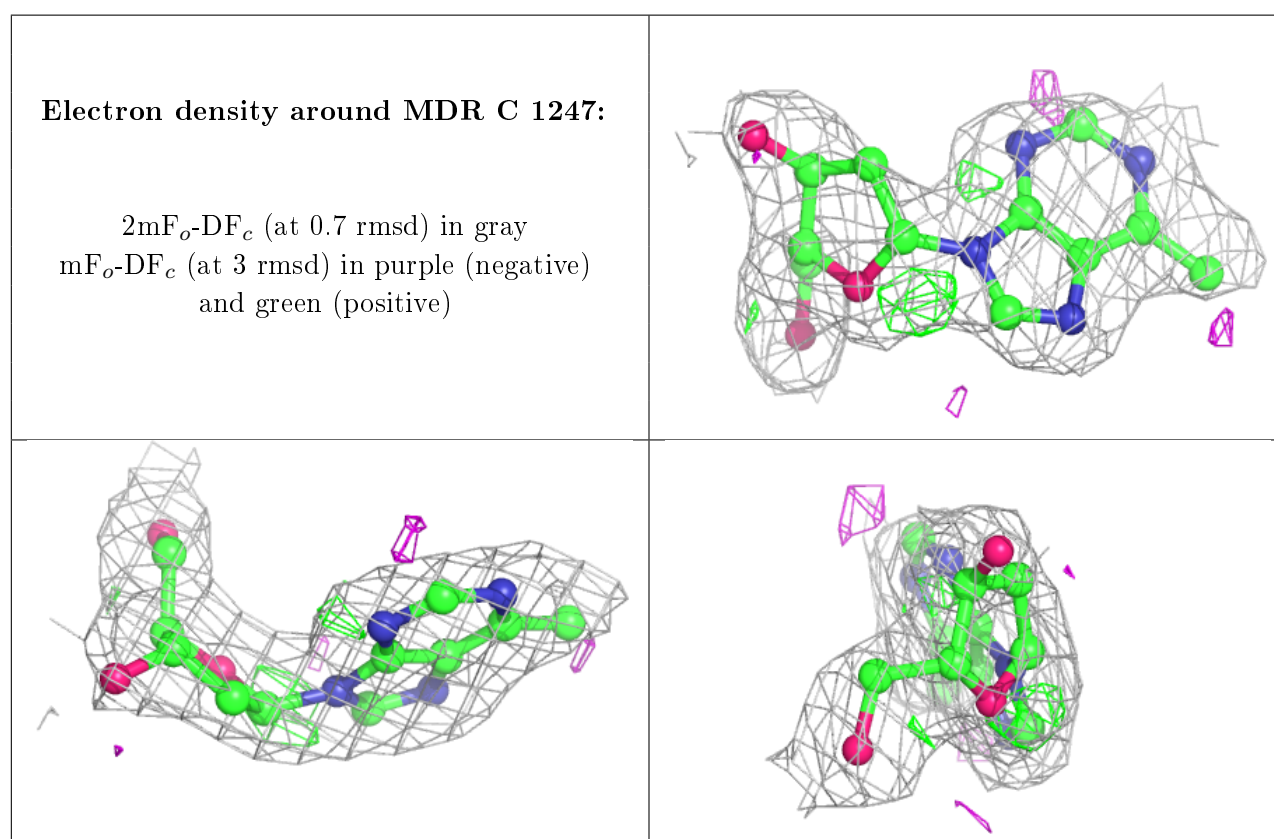 Electron density around MDR C 1247:
2mFₒ-DF𝒸 (at 0.7 rmsd) in gray
mFₒ-DF𝒸 (at 3 rmsd) in purple (negative)
and green (positive)